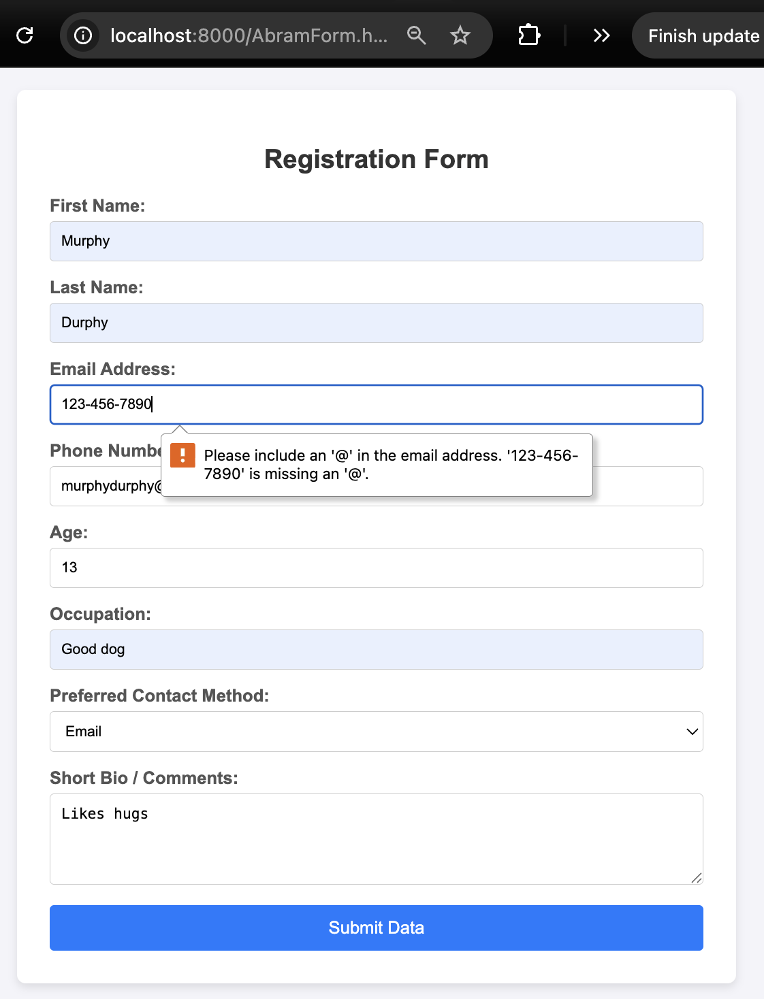 localhost:8000/AbramForm.h...
Finish update
Registration Form
First Name:
Murphy
Last Name:
Durphy
Email Address:
123-456-7890
Please include an '@' in the email address. '123-456-
7890' is missing an '@'.
Phone Numbe
murphydurphy@
Age:
13
Occupation:
Good dog
Preferred Contact Method:
Email
Short Bio / Comments:
Likes hugs
Submit Data